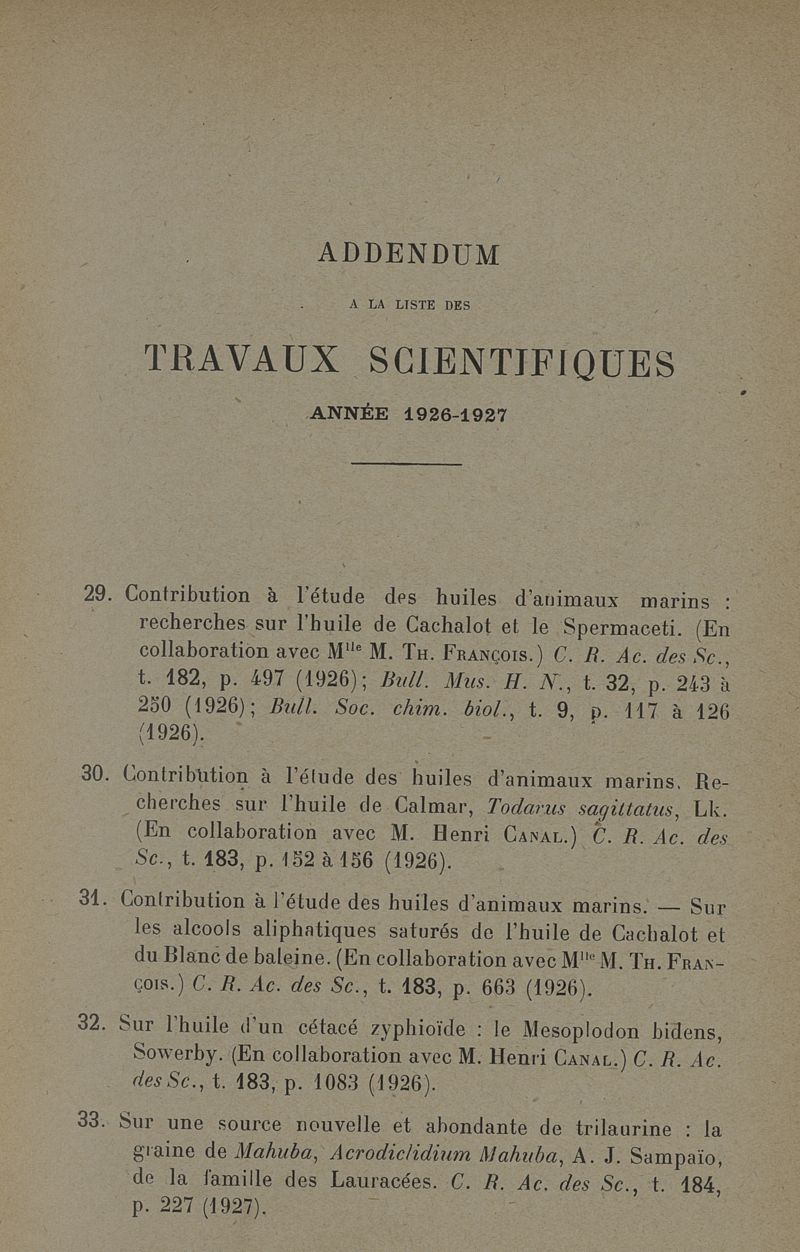 ADDENDUM
A LA LISTE DES
TRAVAUX SCIENTIFIQUES
ANNÉE 1926-1927
29. Contribution à l'étude des huiles d'animaux marins :
recherches sur l'huile de Cachalot et le Spermaceti. (En
collaboration avec Mlle M. Th. François.) C. R. Ac. des Sc.,
t. 182, p. 497 (1926); Bull. Mus. H. N., t. 32, p. 243 à
250 (1926); Bull. Soc. chim. biol., t. 9, p. 117 à 126
(1926).
30. Contribution à l'étude des huiles d'animaux marins. Re-
cherches sur l'huile de Calmar, Todarus sagittatus, Lk.
(En collaboration avec M. Henri Canal.) C. R. Ac. des
Sc., t. 183, p. 152 à 156 (1926).
31. Contribution à l'étude des huiles d'animaux marins. — Sur
les alcools aliphatiques saturés de l'huile de Cachalot et
du Blanc de baleine. (En collaboration avec Mlle M. Th. Fran-
çois.) C. R. Ac. des Sc., t. 183, p. 663 (1926).
32. Sur l'huile d'un cétacé zyphioïde : le Mesoplodon bidens,
Sowerby. (En collaboration avec M. Henri Canal.) C. R. Ac.
des Sc., t. 183, p. 1083 (1926).
33. Sur une source nouvelle et abondante de trilaurine : la
graine de Mahuba, Acrodiclidium Mahuba, A. J. Sampaïo,
de la famille des Lauracées. C. R. Ac. des Sc., t. 184,
p. 227 (1927).